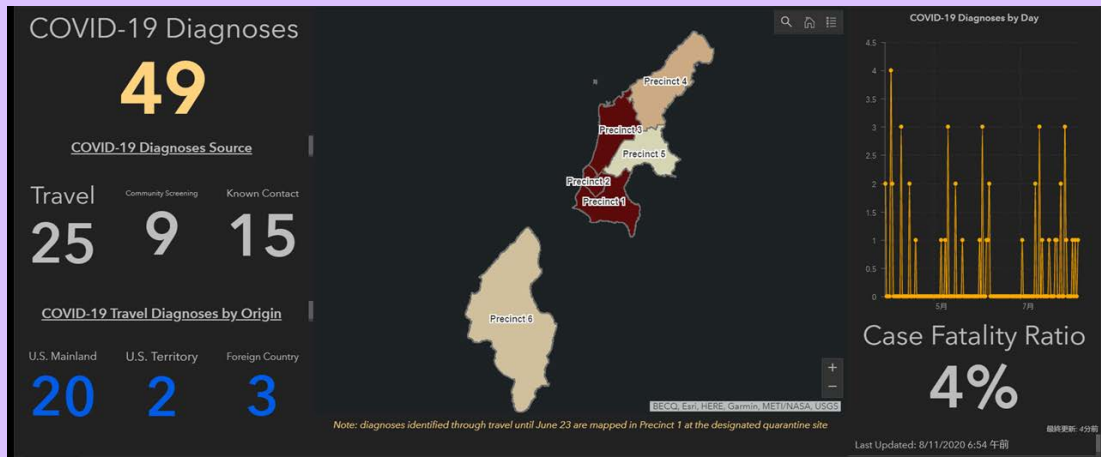 COVID-19 Diagnoses
49
COVID-19 Diagnoses Source
Travel
25
Community Screening
9
Known Contact
15
COVID-19 Travel Diagnoses by Origin
U.S. Mainland
20
U.S. Territory
2
Foreign Country
3
Precinct 4
Precinct 3
Precinct 5
Precinct 2
Precinct 1
Precinct 6
+
−
BECQ, Esri, HERE, Garmin, METI/NASA, USGS
Note: diagnoses identified through travel until June 23 are mapped in Precinct 1 at the designated quarantine site
COVID-19 Diagnoses by Day
4.5
4
3.5
3
2.5
2
1.5
1
0.5
0
5月 7月
Case Fatality Ratio
4%
最終更新: 4分前
Last Updated: 8/11/2020 6:54 午前